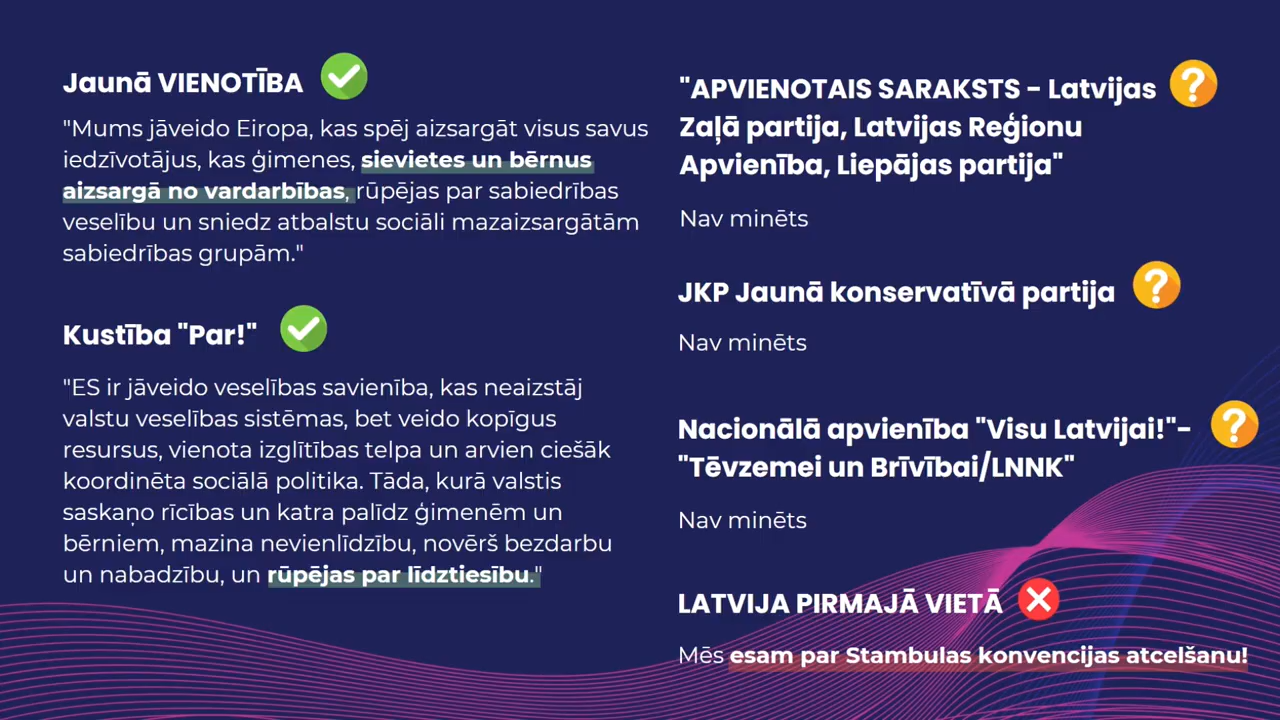 Jaunā VIENOTĪBA
"Mums jāveido Eiropa, kas spēj aizsargāt visus savus
iedzīvotājus, kas ģimenes, sievietes un bērnus
aizsargā no vardarbības, rūpējas par sabiedrības
veselību un sniedz atbalstu sociāli mazaizsargātām
sabiedrības grupām."
Kustība "Par!"
"ES ir jāveido veselības savienība, kas neaizstāj
valstu veselības sistēmas, bet veido kopīgus
resursus, vienota izglītības telpa un arvien ciešāk
koordinēta sociālā politika. Tāda, kurā valstis
saskaņo rīcības un katra palīdz ģimenēm un
bērniem, mazina nevienlīdzību, novērš bezdarbu
un nabadzību, un rūpējas par līdztiesību."
"APVIENOTAIS SARAKSTS - Latvijas
Zaļā partija, Latvijas Reģionu
Apvienība, Liepājas partija"
Nav minēts
JKP Jaunā konservatīvā partija
Nav minēts
Nacionālā apvienība "Visu Latvijai!"-
"Tēvzemei un Brīvībai/LNNK"
Nav minēts
LATVIJA PIRMAJĀ VIETĀ
Mēs esam par Stambulas konvencijas atcelšanu!